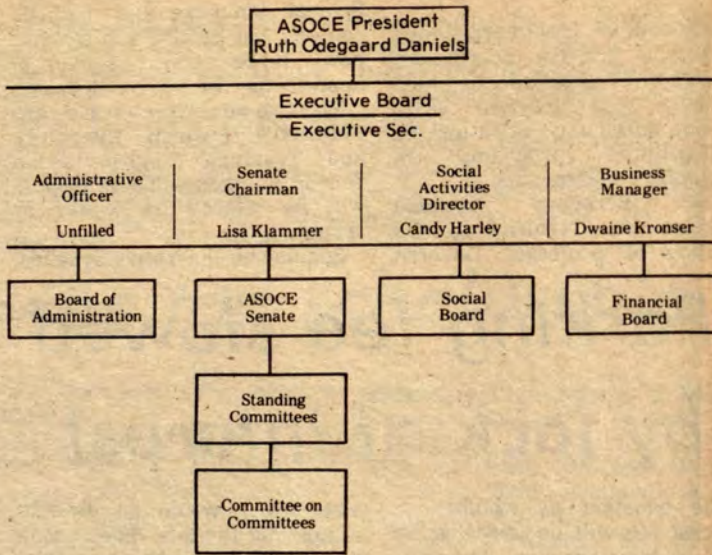 ASOCE President
Ruth Odegaard Daniels
Executive Board
Executive Sec.
Administrative
Officer
Unfilled
Senate
Chairman
Lisa Klammer
Social
Activities
Director
Candy Harley
Business
Manager
Dwaine Kronser
Board of
Administration
ASOCE
Senate
Social
Board
Financial
Board
Standing
Committees
Committee on
Committees